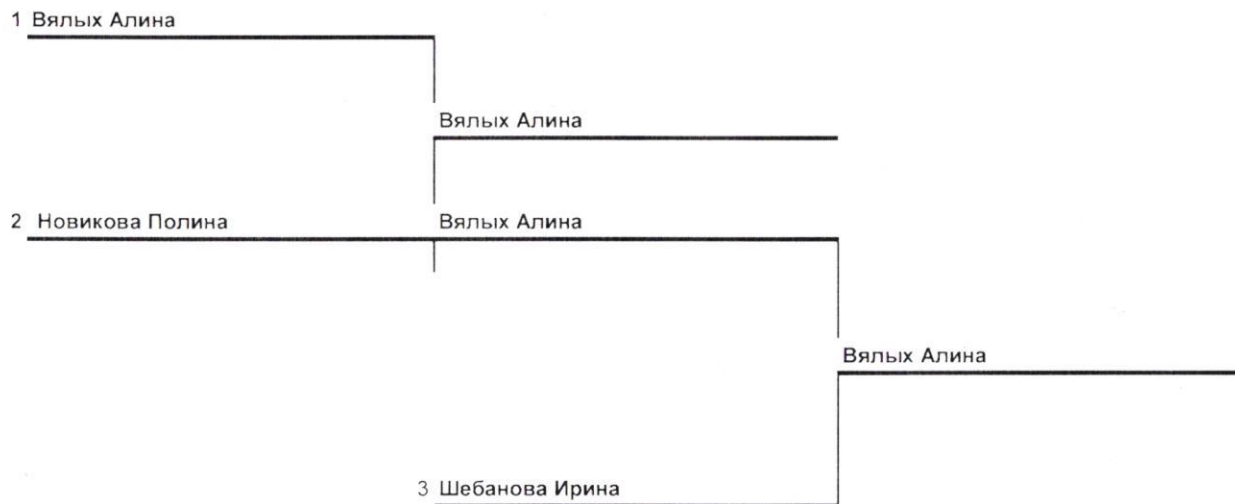 1 Вялых Алина
Вялых Алина
2 Новикова Полина
Вялых Алина
Вялых Алина
3 Шебанова Ирина